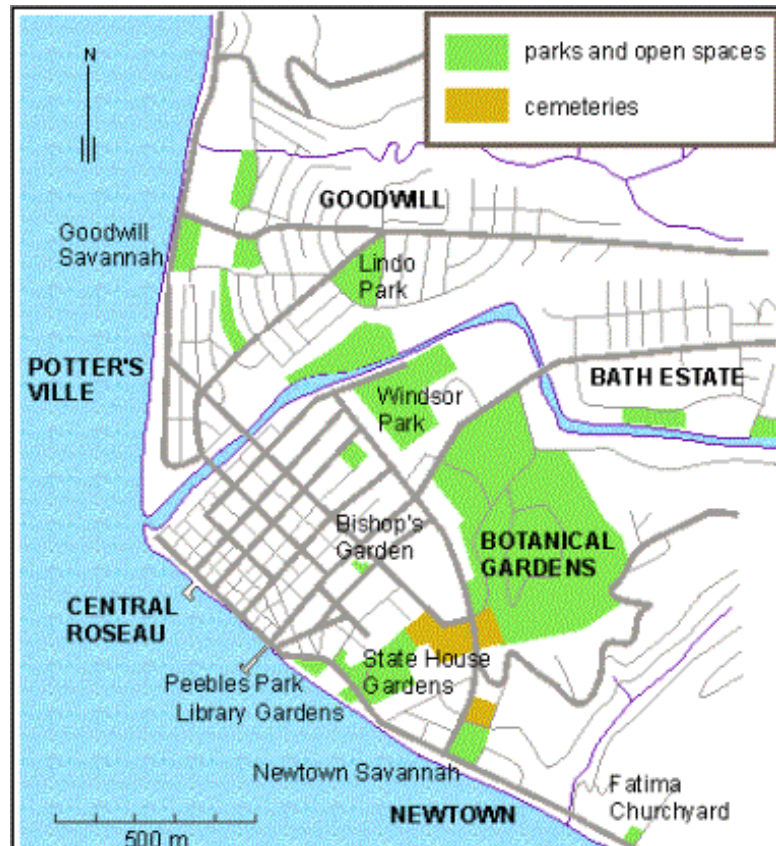 N
parks and open spaces
cemeteries
GOODWILL
Goodwill
Savannah
Lindo
Park
POTTER'S
VILLE
BATH ESTATE
Windsor
Park
Bishop's
Garden
BOTANICAL
GARDENS
CENTRAL
ROSEAU
State House
Gardens
Peebles Park
Library Gardens
Newtown Savannah
Fatima
Churchyard
NEWTOWN
500 m